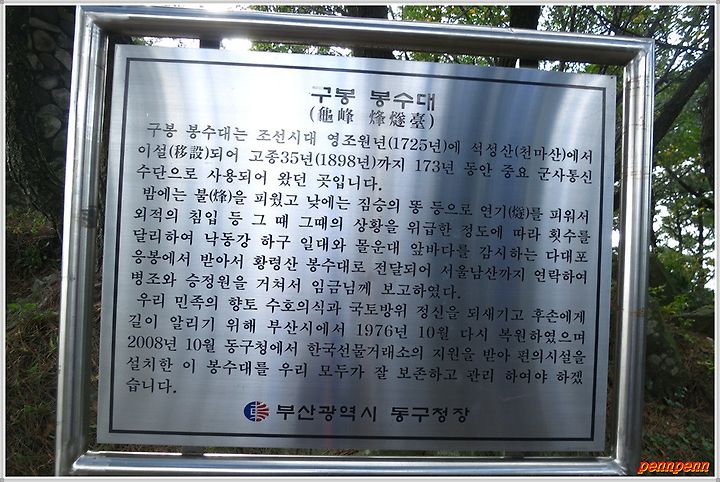 구봉 봉수대
(龜峰 烽燧臺)
구봉 봉수대는 조선시대 영조원년(1725년)에 석성산(천마산)에서
이설(移設)되어 고종35년(1898년)까지 173년 동안 중요 군사통신
수단으로 사용되어 왔던 곳입니다.
밤에는 불(烽)을 피웠고 낮에는 짐승의 똥 등으로 연기(燧)를 피워서
외적의 침입 등 그 때 그때의 상황을 위급한 정도에 따라 횟수를
달리하여 낙동강 하구 일대와 몰운대 앞바다를 감시하는 다대포
응봉에서 받아서 황령산 봉수대로 전달되어 서울남산까지 연락하여
병조와 승정원을 거쳐서 임금님께 보고하였다.
우리 민족의 향토 수호의식과 국토방위 정신을 되새기고 후손에게
길이 알리기 위해 부산시에서 1976년 10월 다시 복원하였으며
2008년 10월 동구청에서 한국선물거래소의 지원을 받아 편의시설을
설치한 이 봉수대를 우리 모두가 잘 보존하고 관리 하여야 하겠
습니다.
부산광역시 동구청장
pennpenn